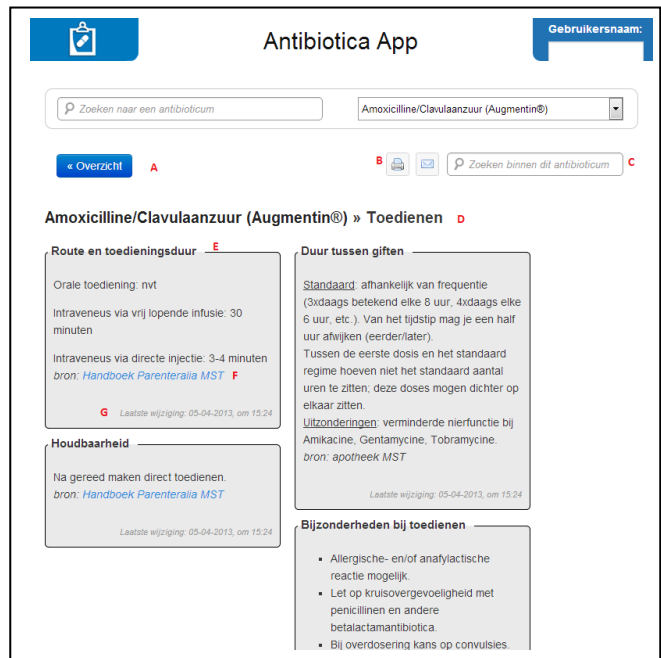 Antibiotica App
Gebruikersnaam:
Zoeken naar een antibioticum
Amoxicilline/Clavulaanzuur (Augmentin®)
« Overzicht
A
B
Zoeken binnen dit antibioticum
C
Amoxicilline/Clavulaanzuur (Augmentin®) » Toedienen D
Route en toedieningsduur E
Orale toediening: nvt
Intraveneus via vrij lopende infusie: 30
minuten
Intraveneus via directe injectie: 3-4 minuten
bron: Handboek Parenteralia MST F
G Laatste wijziging: 05-04-2013, om 15:24
Houdbaarheid
Na gereed maken direct toedienen.
bron: Handboek Parenteralia MST
Laatste wijziging: 05-04-2013, om 15:24
Duur tussen giften
Standaard: afhankelijk van frequentie
(3xdaags betekend elke 8 uur, 4xdaags elke
6 uur, etc.). Van het tijdstip mag je een half
uur afwijken (eerder/later).
Tussen de eerste dosis en het standaard
regime hoeven niet het standaard aantal
uren te zitten; deze doses mogen dichter op
elkaar zitten.
Uitzonderingen: verminderde nierfunctie bij
Amikacine, Gentamycine, Tobramycine.
bron: apotheek MST
Laatste wijziging: 05-04-2013, om 15:24
Bijzonderheden bij toedienen
▪ Allergische- en/of anafylactische
reactie mogelijk.
▪ Let op kruisovergevoeligheid met
penicillinen en andere
betalactamantibiotica.
▪ Bij overdosering kans op convulsies.